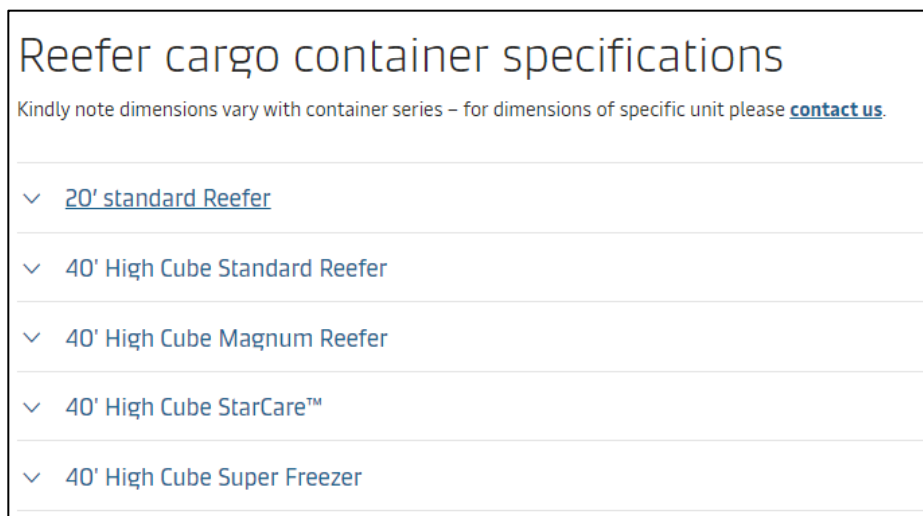 Reefer cargo container specifications
Kindly note dimensions vary with container series – for dimensions of specific unit please contact us.
20′ standard Reefer
40' High Cube Standard Reefer
40' High Cube Magnum Reefer
40' High Cube StarCare™
40' High Cube Super Freezer